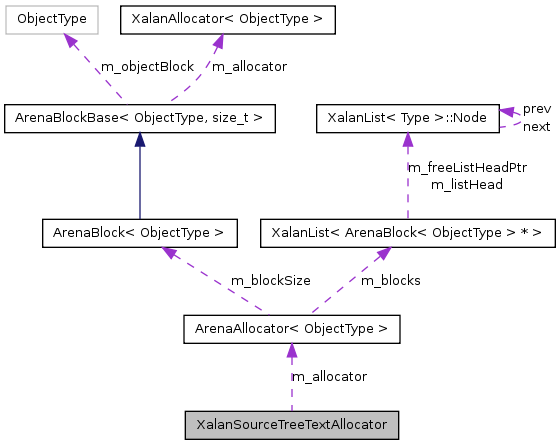 ObjectType
XalanAllocator< ObjectType >
m_objectBlock
m_allocator
ArenaBlockBase< ObjectType, size_t >
XalanList< Type >::Node
prev
next
m_freeListHeadPtr
m_listHead
ArenaBlock< ObjectType >
XalanList< ArenaBlock< ObjectType > * >
m_blockSize
m_blocks
ArenaAllocator< ObjectType >
m_allocator
XalanSourceTreeTextAllocator